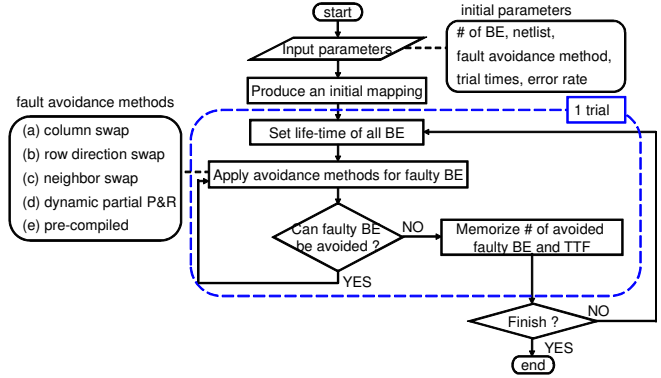 start
initial parameters
# of BE, netlist,
fault avoidance method,
trial times, error rate
Input parameters
Produce an initial mapping
fault avoidance methods
(a) column swap
(b) row direction swap
(c) neighbor swap
(d) dynamic partial P&R
(e) pre-compiled
1 trial
Set life-time of all BE
Apply avoidance methods for faulty BE
Can faulty BE
be avoided ?
NO
YES
Memorize # of avoided
faulty BE and TTF
Finish ?
NO
YES
end